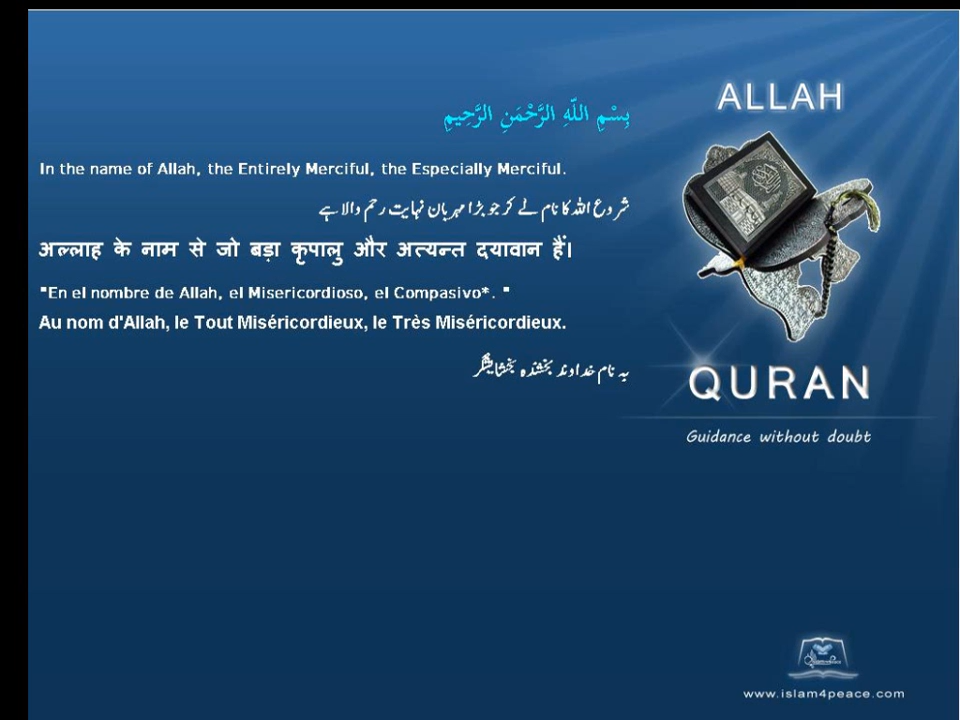 بِسْمِ اللَّهِ الرَّحْمَنِ الرَّحِيمِ
In the name of Allah, the Entirely Merciful, the Especially Merciful.
شروع الله کا نام لے کر جو بڑا مہربان نہایت رحم والا ہے
अल्लाह के नाम से जो बड़ा कृपालु और अत्यन्त दयावान हैं।
"En el nombre de Allah, el Misericordioso, el Compasivo*. "
Au nom d'Allah, le Tout Miséricordieux, le Très Miséricordieux.
به نام خداوند بخشنده بخشایشگر
ALLAH
QURAN
Guidance without doubt
www.islam4peace.com